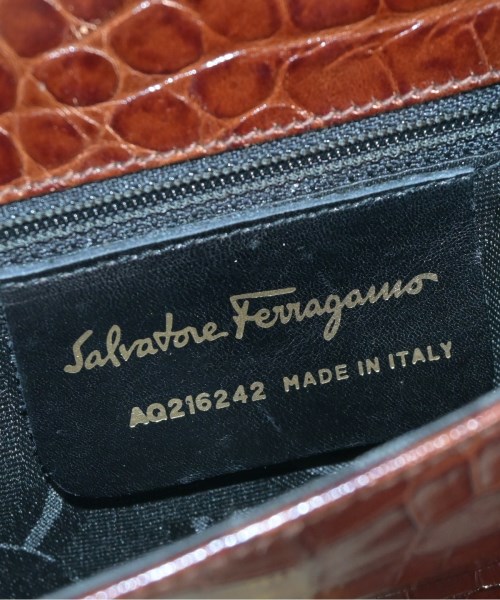 Salvatore Ferragamo
AQ216242 MADE IN ITALY